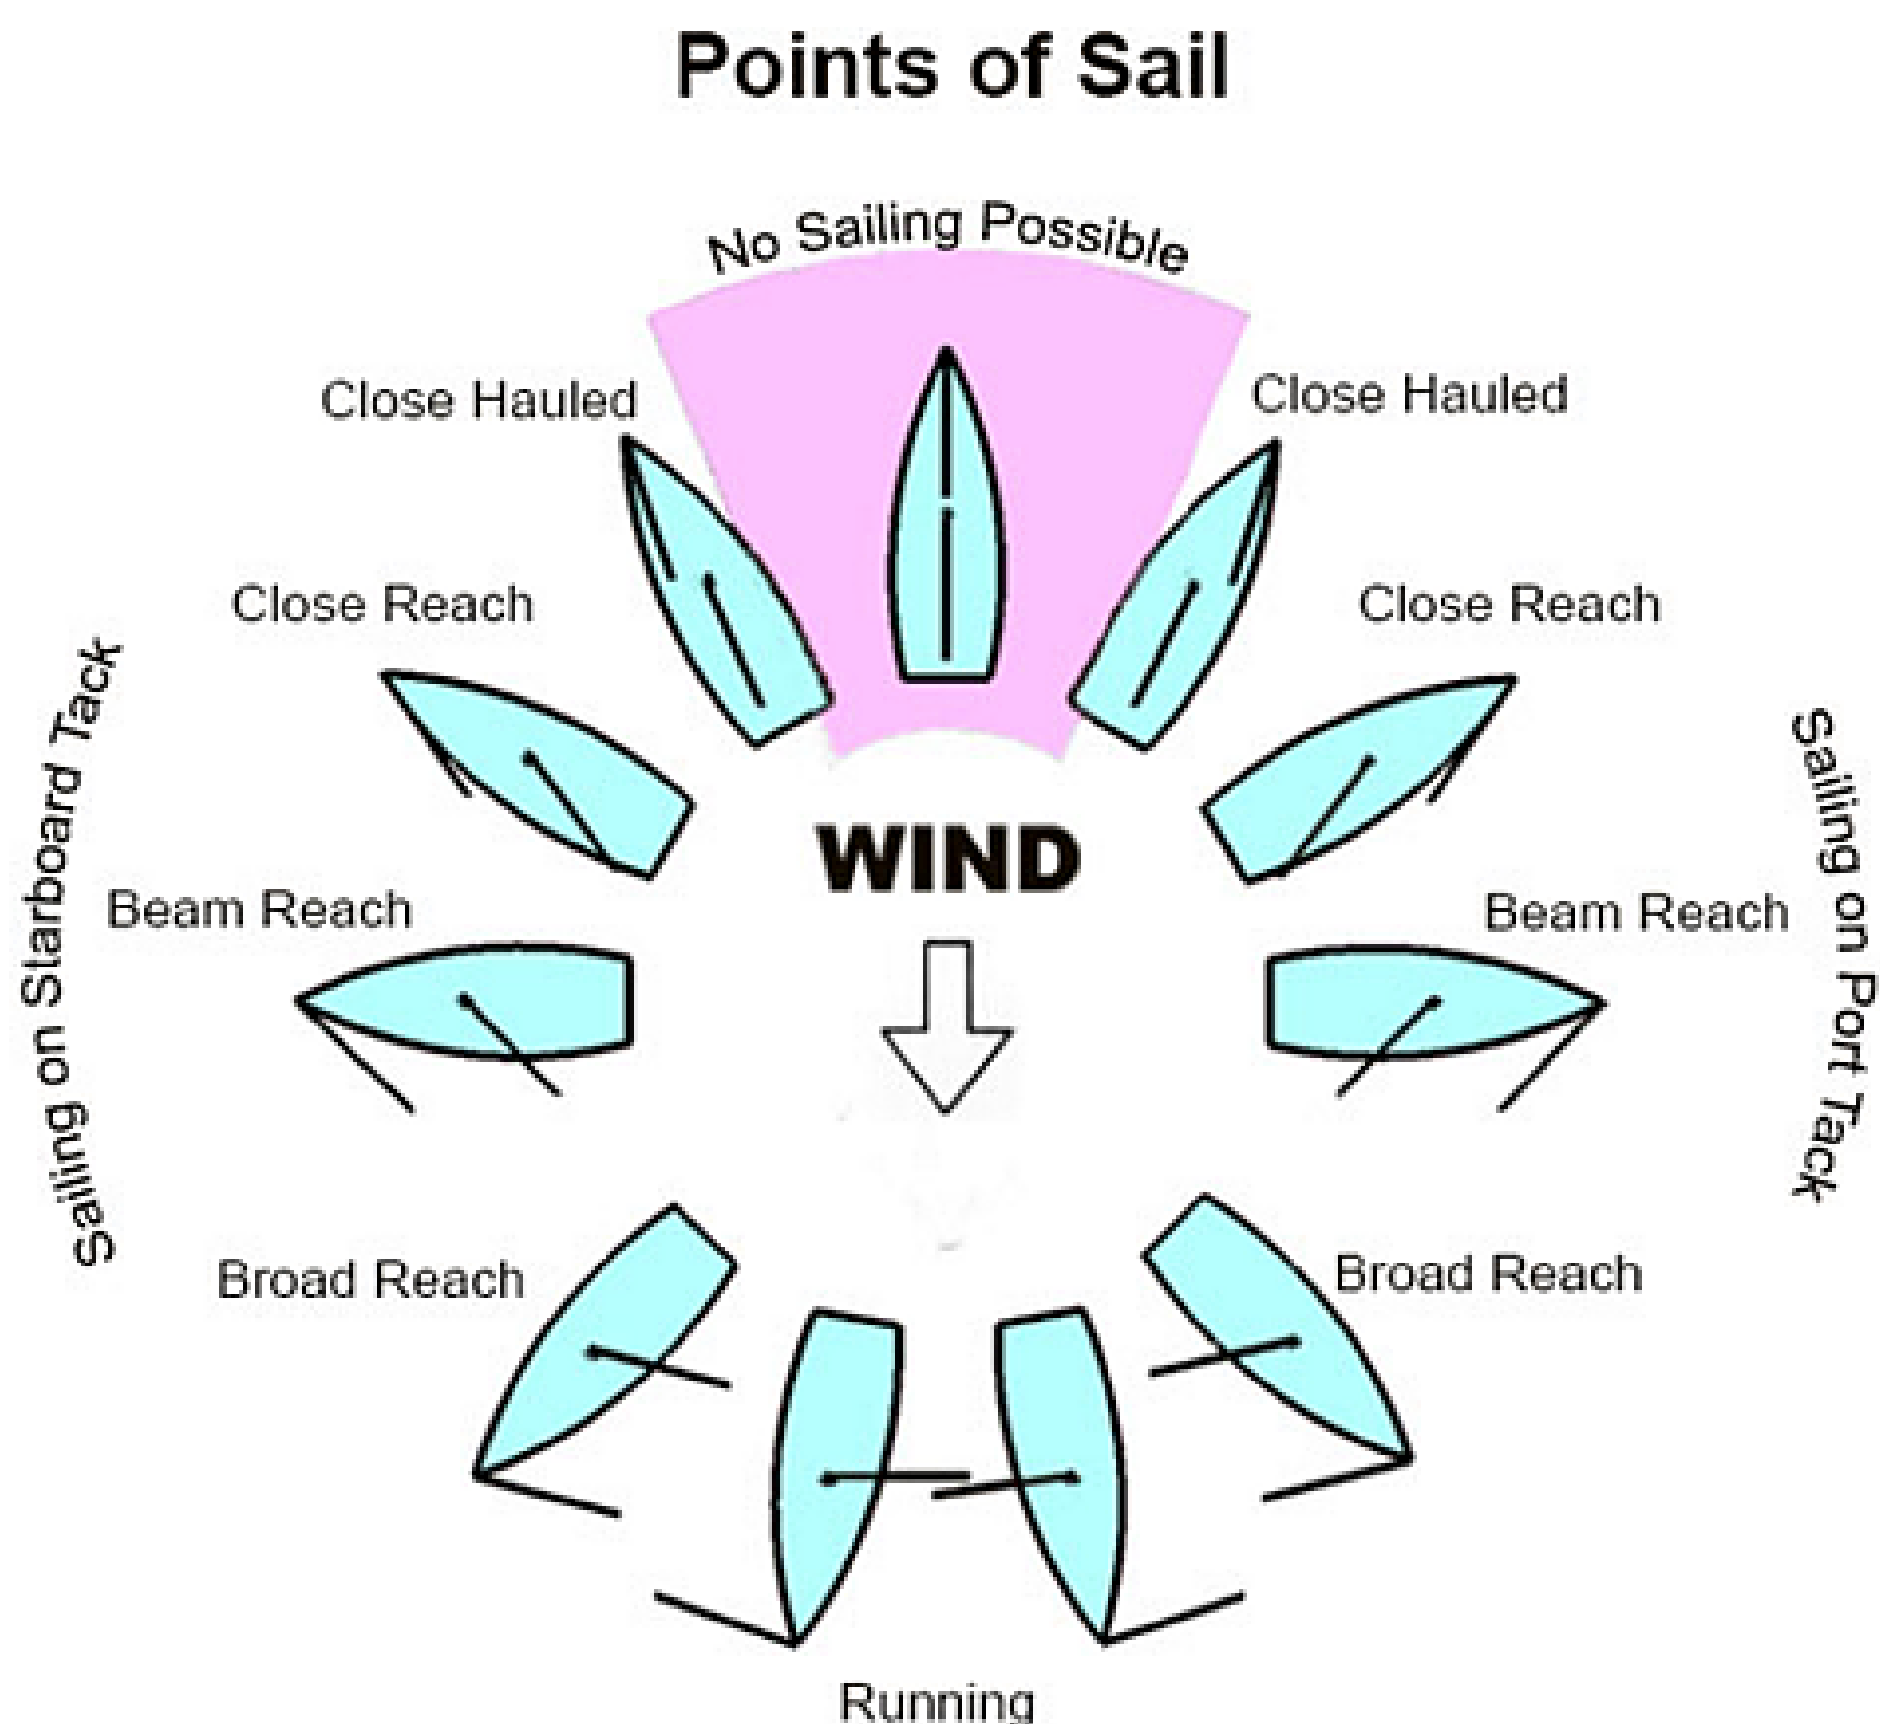 Points of Sail
No Sailing Possible
Close Hauled
Close Hauled
Close Reach
Close Reach
Sailing on Starboard Tack
Sailing on Port Tack
WIND
Beam Reach
Beam Reach
Broad Reach
Broad Reach
Running